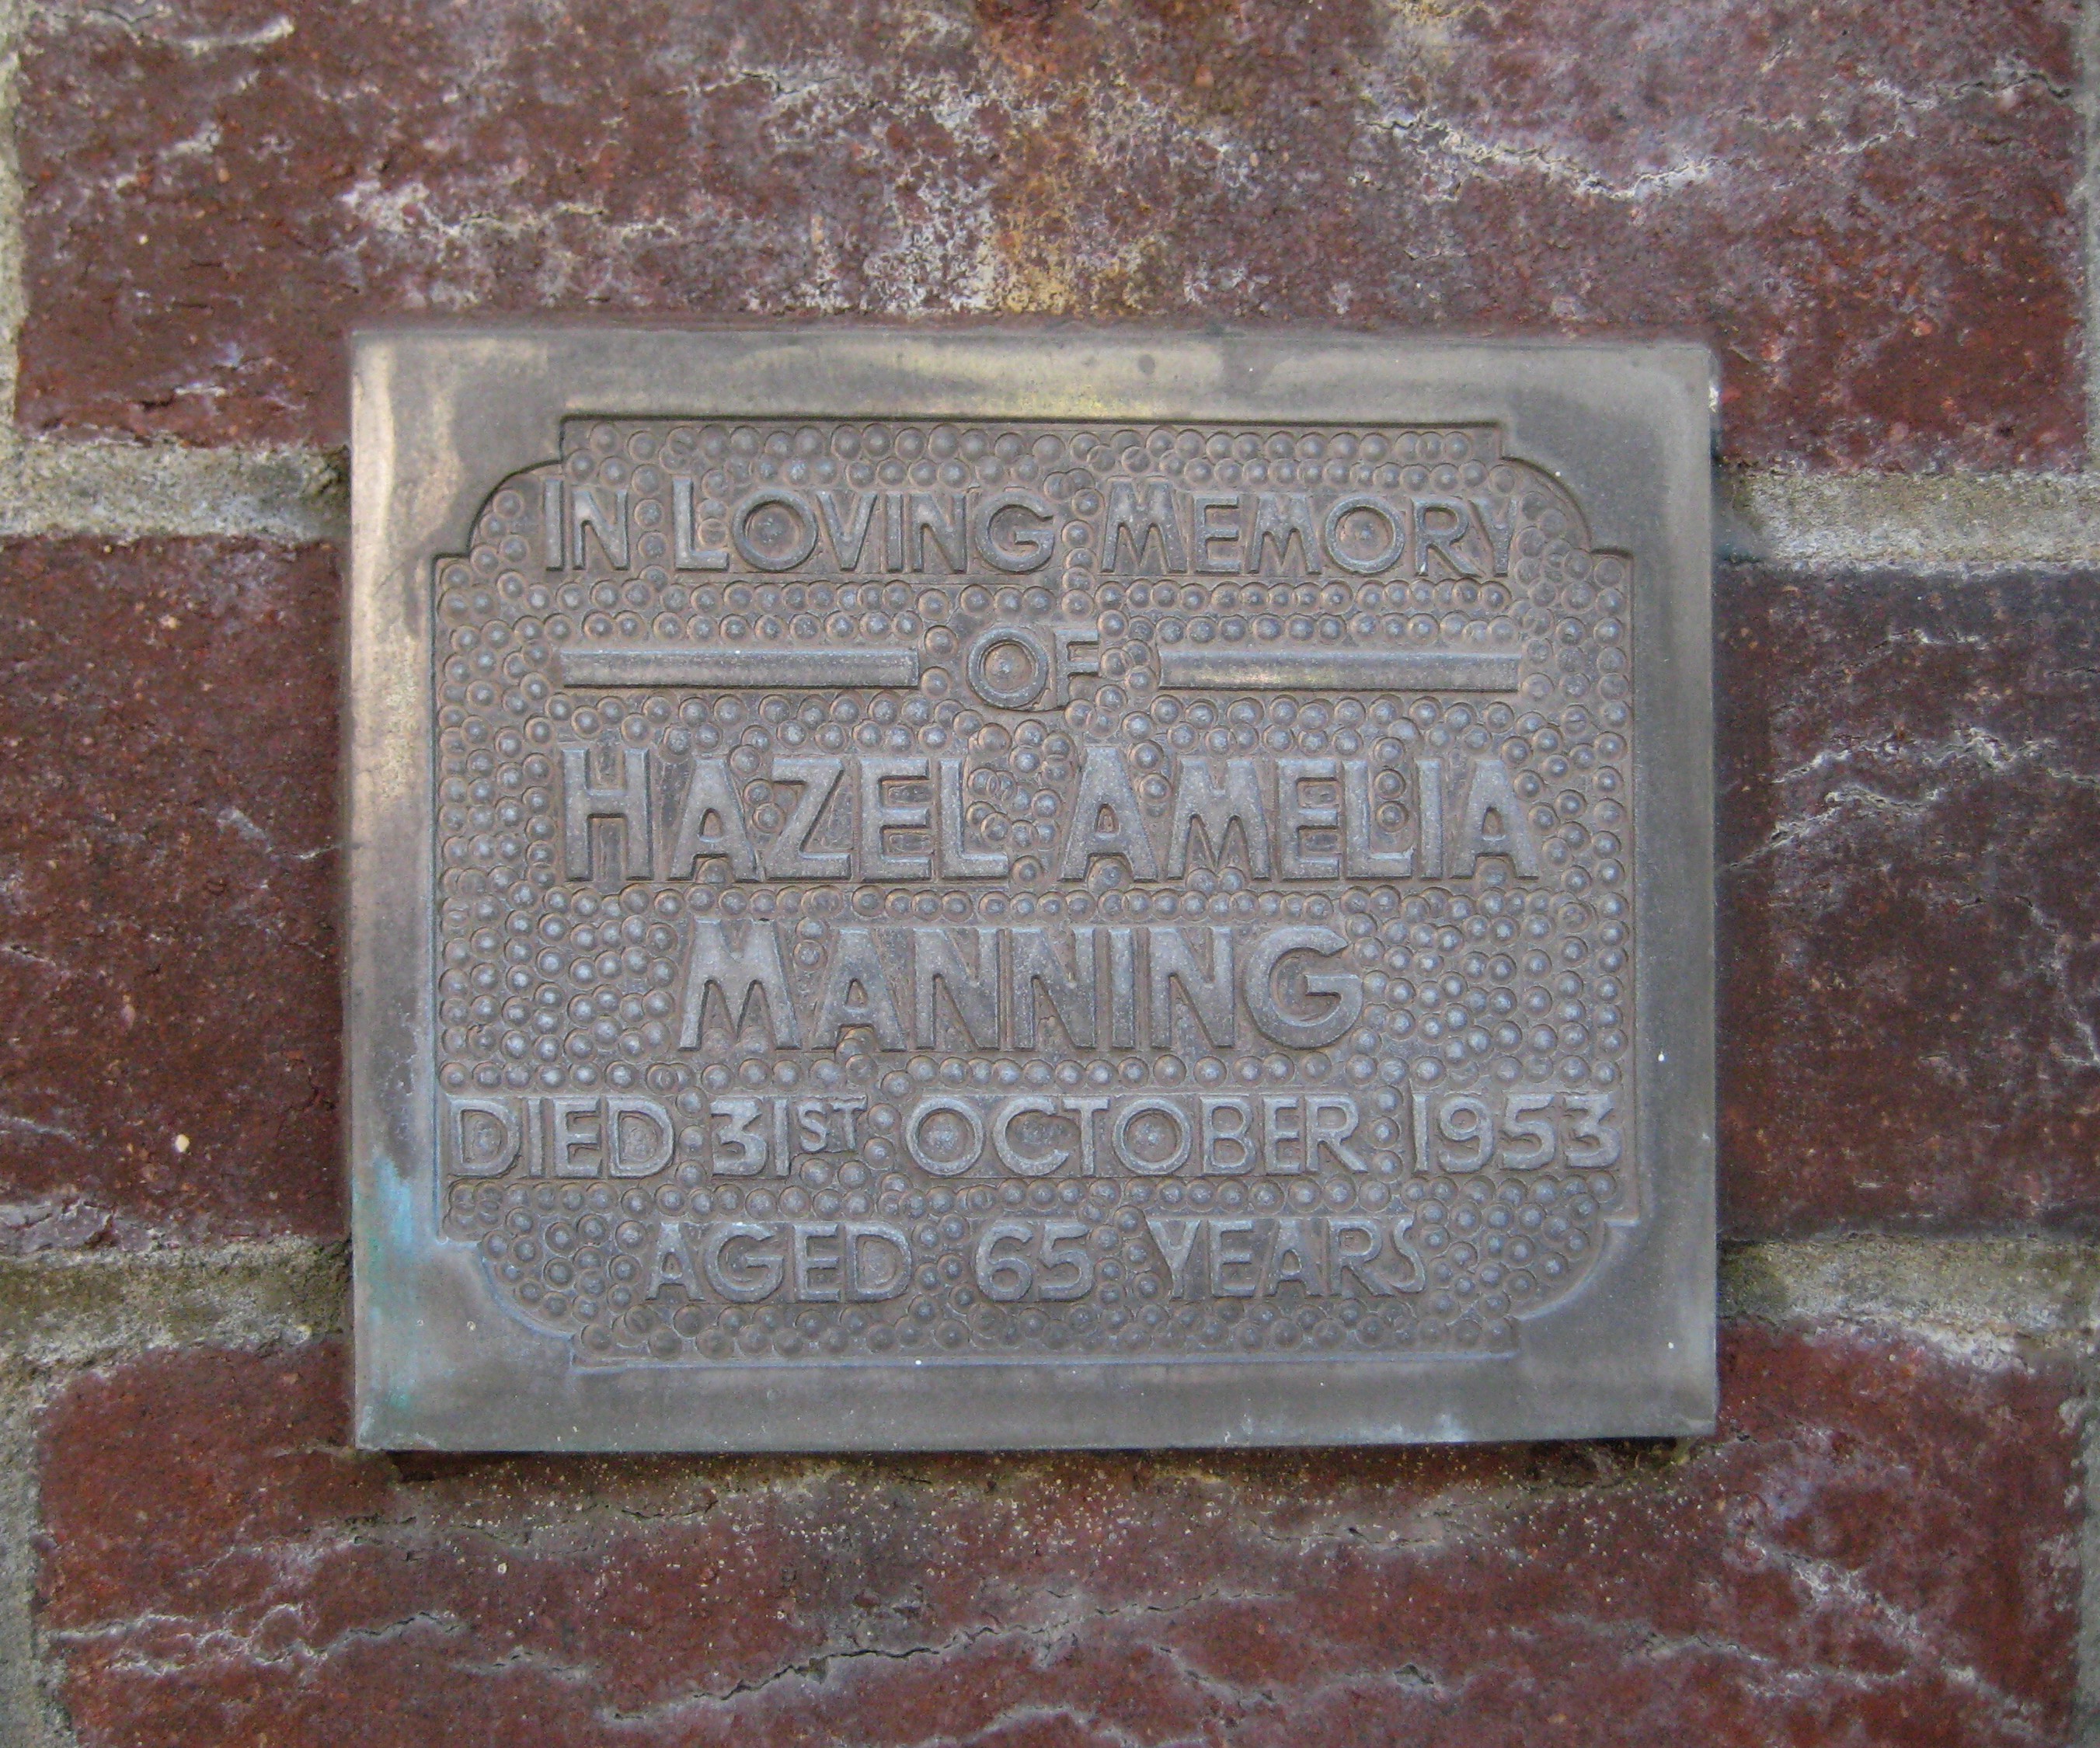 IN LOVING MEMORY
OF
HAZEL AMELIA
MANNING
DIED 31ST OCTOBER 1953
AGED 65 YEARS